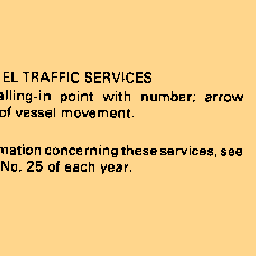 EL TRAFFIC SERVICES
alling-in point with number; arrow
of vessel movement.
mation concerning these services, see
No. 25 of each year.